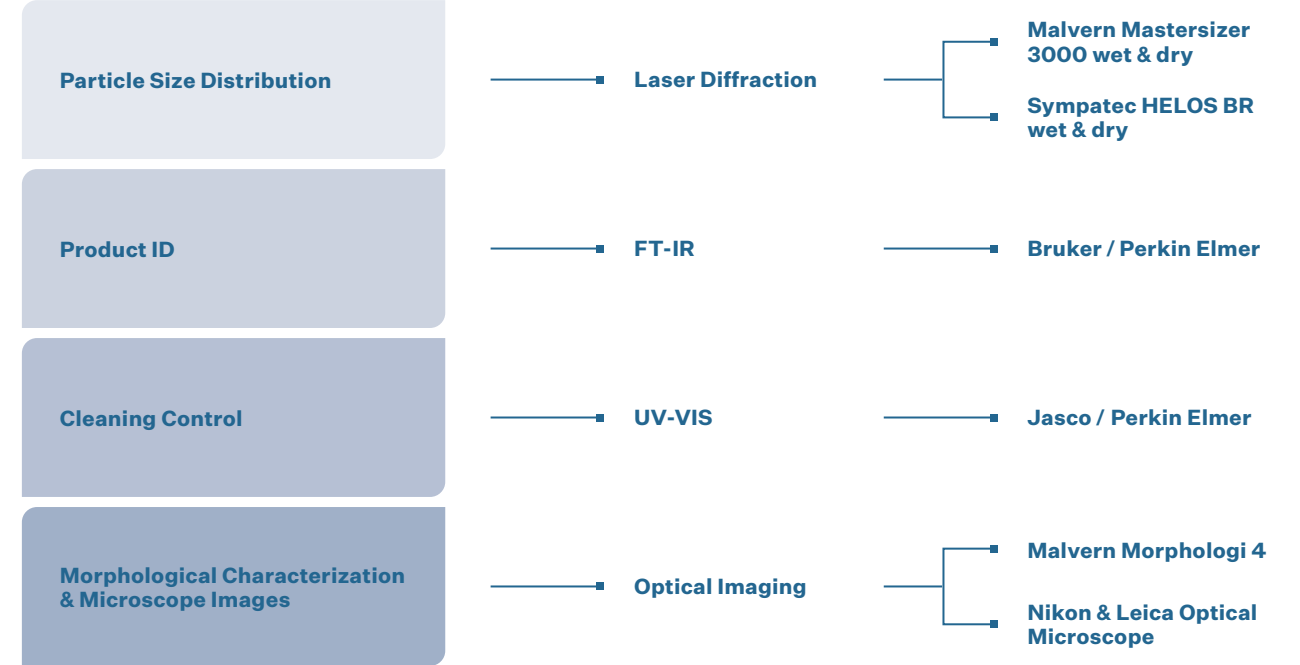 Particle Size Distribution
Laser Diffraction
Malvern Mastersizer
3000 wet & dry
Sympatec HELOS BR
wet & dry
Product ID
FT-IR
Bruker / Perkin Elmer
Cleaning Control
UV-VIS
Jasco / Perkin Elmer
Morphological Characterization
& Microscope Images
Optical Imaging
Malvern Morphologi 4
Nikon & Leica Optical
Microscope